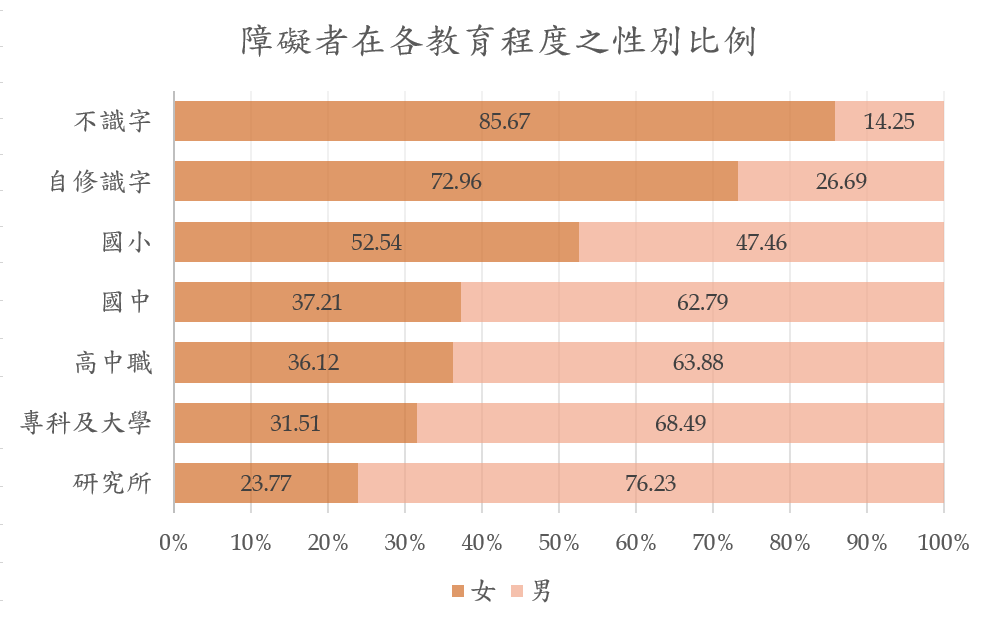 障礙者在各教育程度之性別比例
不識字 85.67 14.25
自修識字 72.96 26.69
國小 52.54 47.46
國中 37.21 62.79
高中職 36.12 63.88
專科及大學 31.51 68.49
研究所 23.77 76.23
0% 10% 20% 30% 40% 50% 60% 70% 80% 90% 100%
女 男